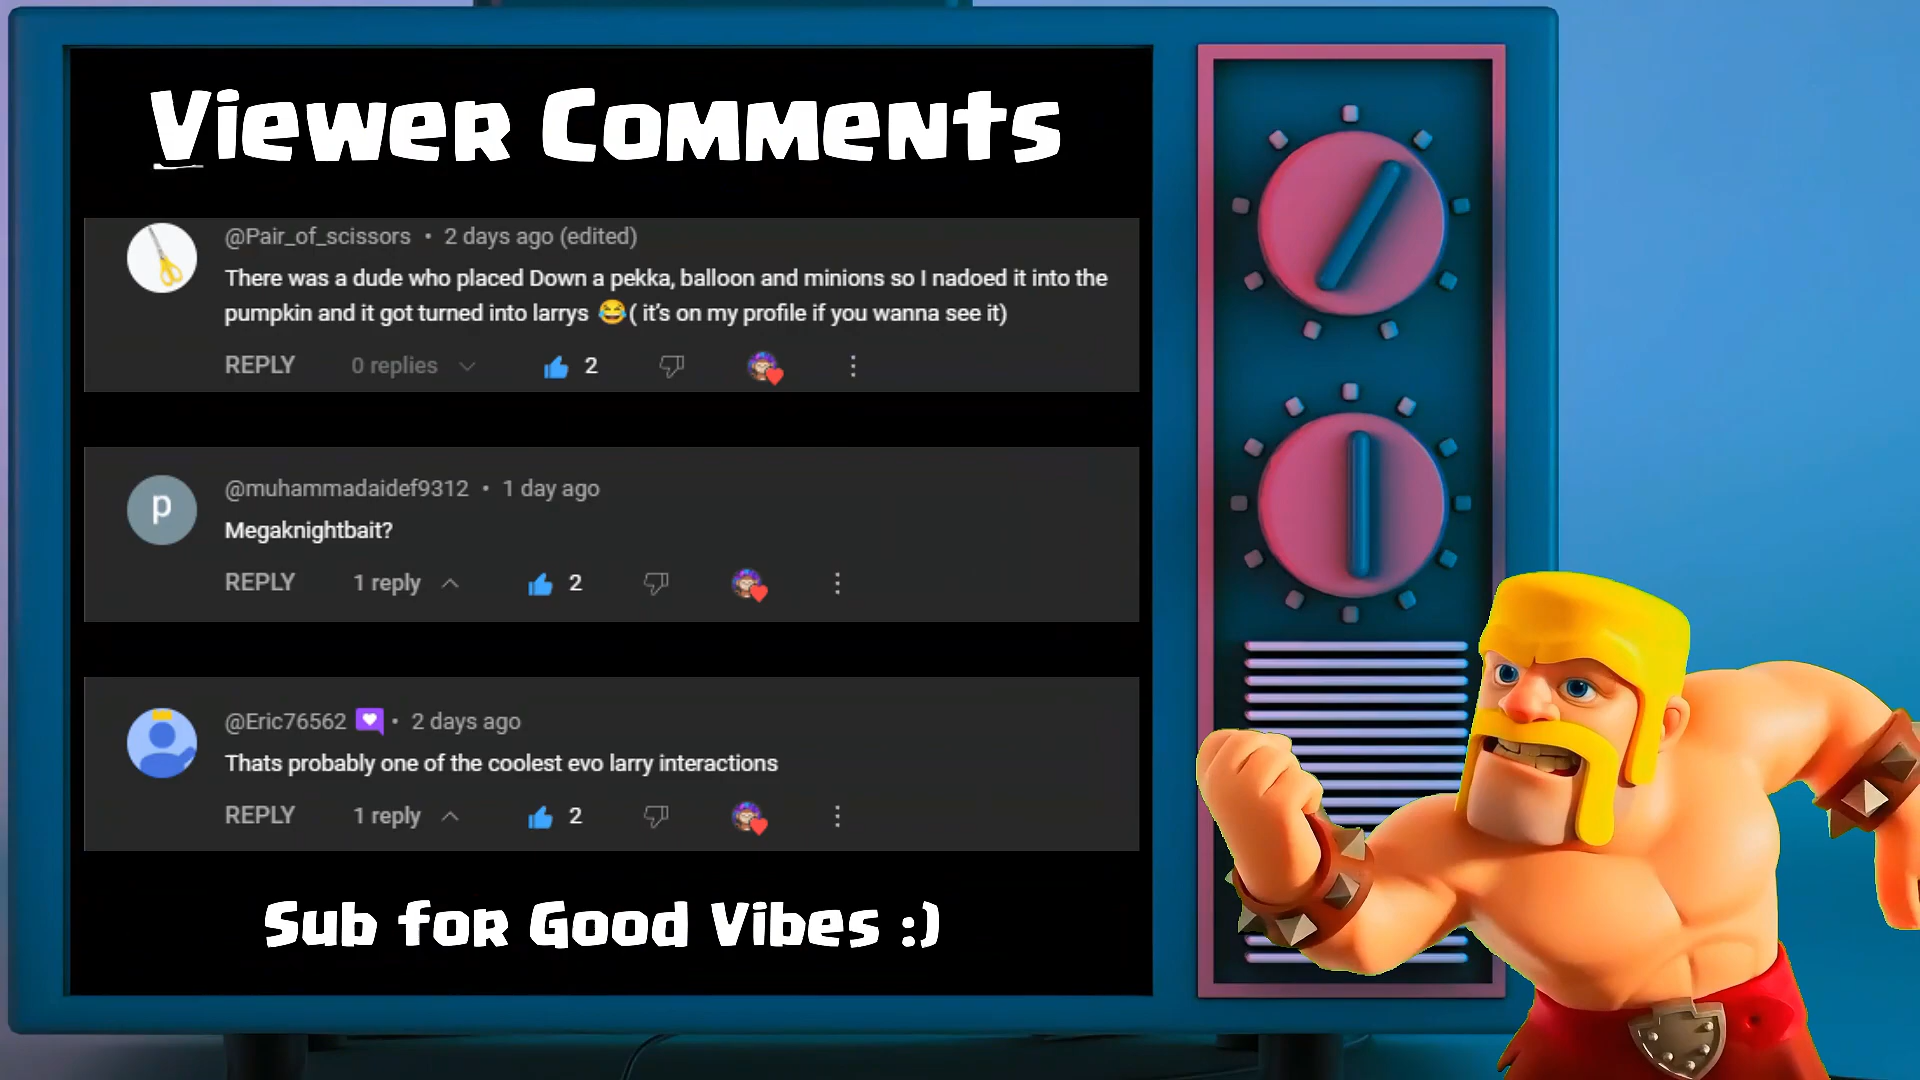 Viewer Comments
@Pair_of_scissors • 2 days ago (edited)
There was a dude who placed Down a pekka, balloon and minions so I nadoed it into the
pumpkin and it got turned into larrys 😂( it's on my profile if you wanna see it)
REPLY 0 replies 2
p
@muhammadaidef9312 • 1 day ago
Megaknightbait?
REPLY 1 reply 2
@Eric76562 • 2 days ago
Thats probably one of the coolest evo larry interactions
REPLY 1 reply 2
Sub for Good Vibes :)